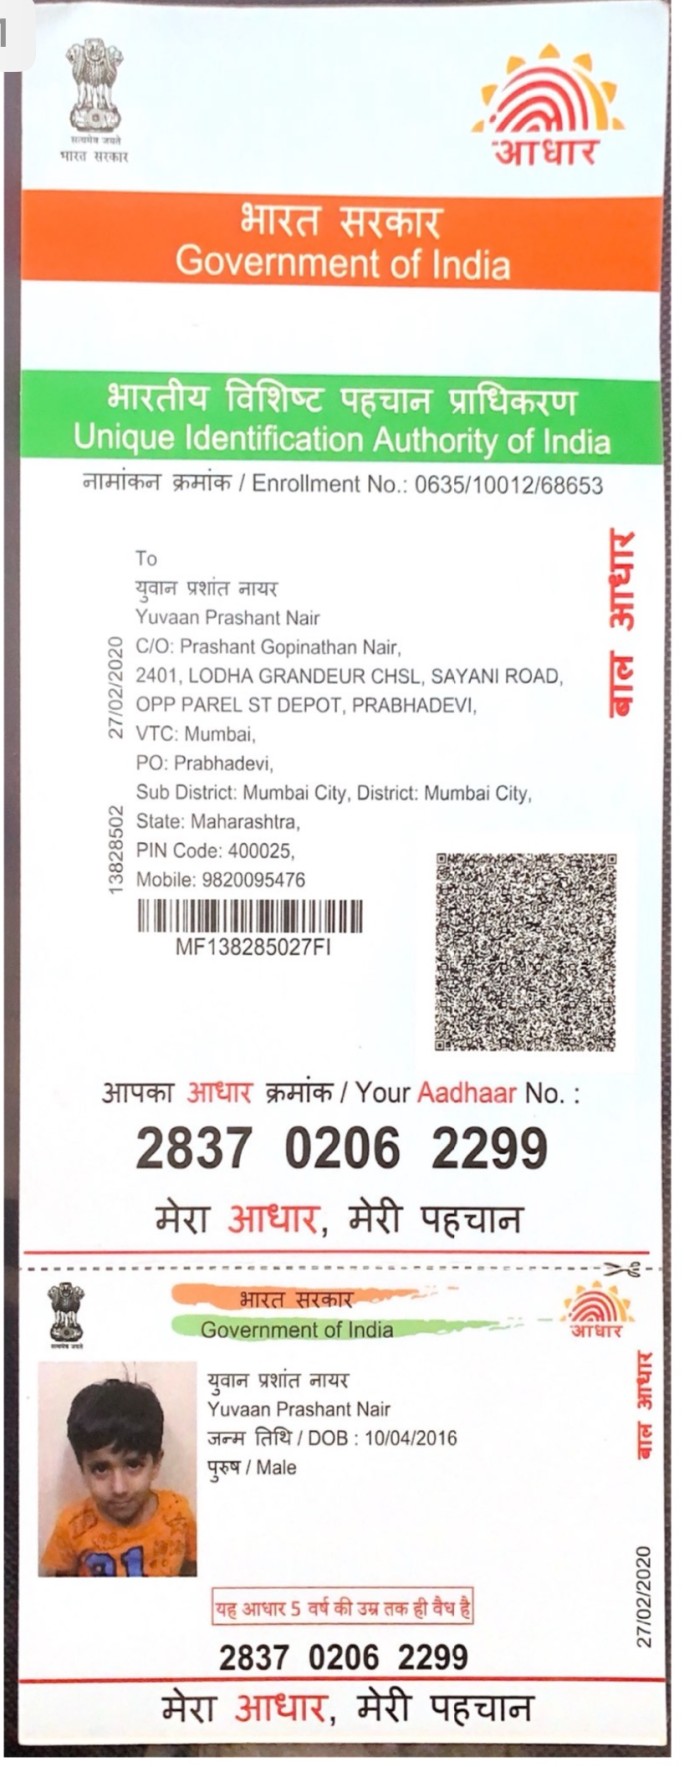 सत्यमेव जयते
भारत सरकार
आधार
भारत सरकार
Government of India
भारतीय विशिष्ट पहचान प्राधिकरण
Unique Identification Authority of India
नामांकन क्रमांक / Enrollment No.: 0635/10012/68653
To
युवान प्रशांत नायर
Yuvaan Prashant Nair
C/O: Prashant Gopinathan Nair,
2401, LODHA GRANDEUR CHSL, SAYANI ROAD,
OPP PAREL ST DEPOT, PRABHADEVI,
VTC: Mumbai,
PO: Prabhadevi,
Sub District: Mumbai City, District: Mumbai City,
State: Maharashtra,
PIN Code: 400025,
Mobile: 9820095476
27/02/2020
13828502
बाल आधार
MF138285027FI
आपका आधार क्रमांक / Your Aadhaar No. :
2837 0206 2299
मेरा आधार, मेरी पहचान
भारत सरकार
Government of India
आधार
सत्यमेव जयते
युवान प्रशांत नायर
Yuvaan Prashant Nair
जन्म तिथि / DOB : 10/04/2016
पुरुष / Male
बाल आधार
27/02/2020
यह आधार 5 वर्ष की उम्र तक ही वैध है
2837 0206 2299
मेरा आधार, मेरी पहचान